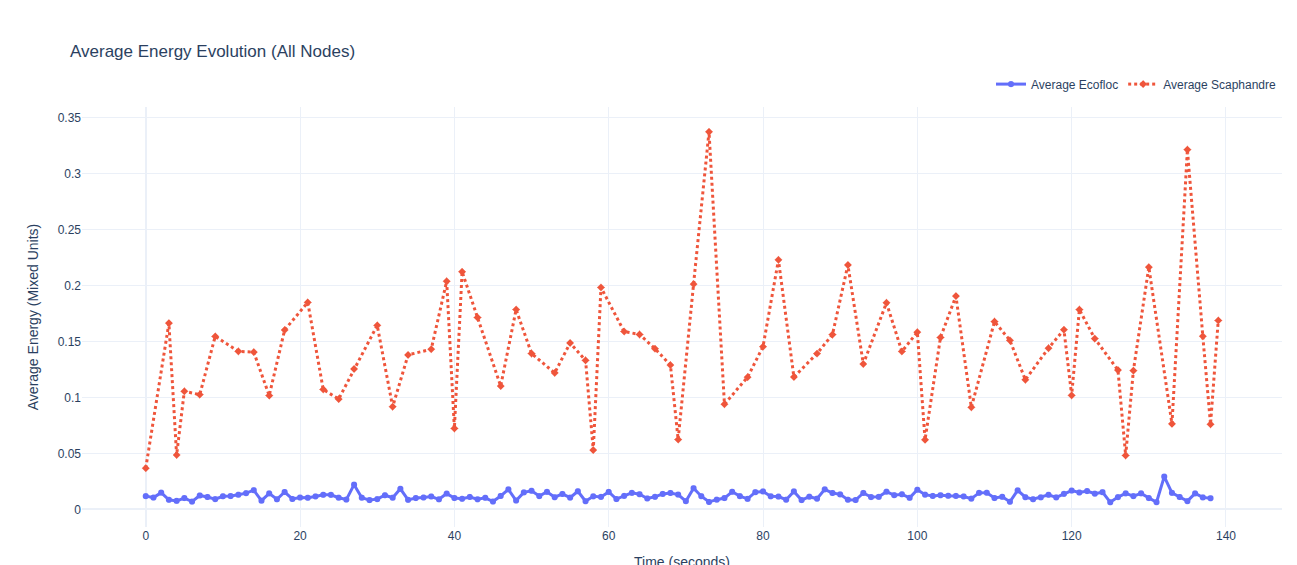 Average Energy Evolution (All Nodes)
Average Ecofloc
Average Scaphandre
Average Energy (Mixed Units)
0.35
0.3
0.25
0.2
0.15
0.1
0.05
0
0 20 40 60 80 100 120 140
Time (seconds)